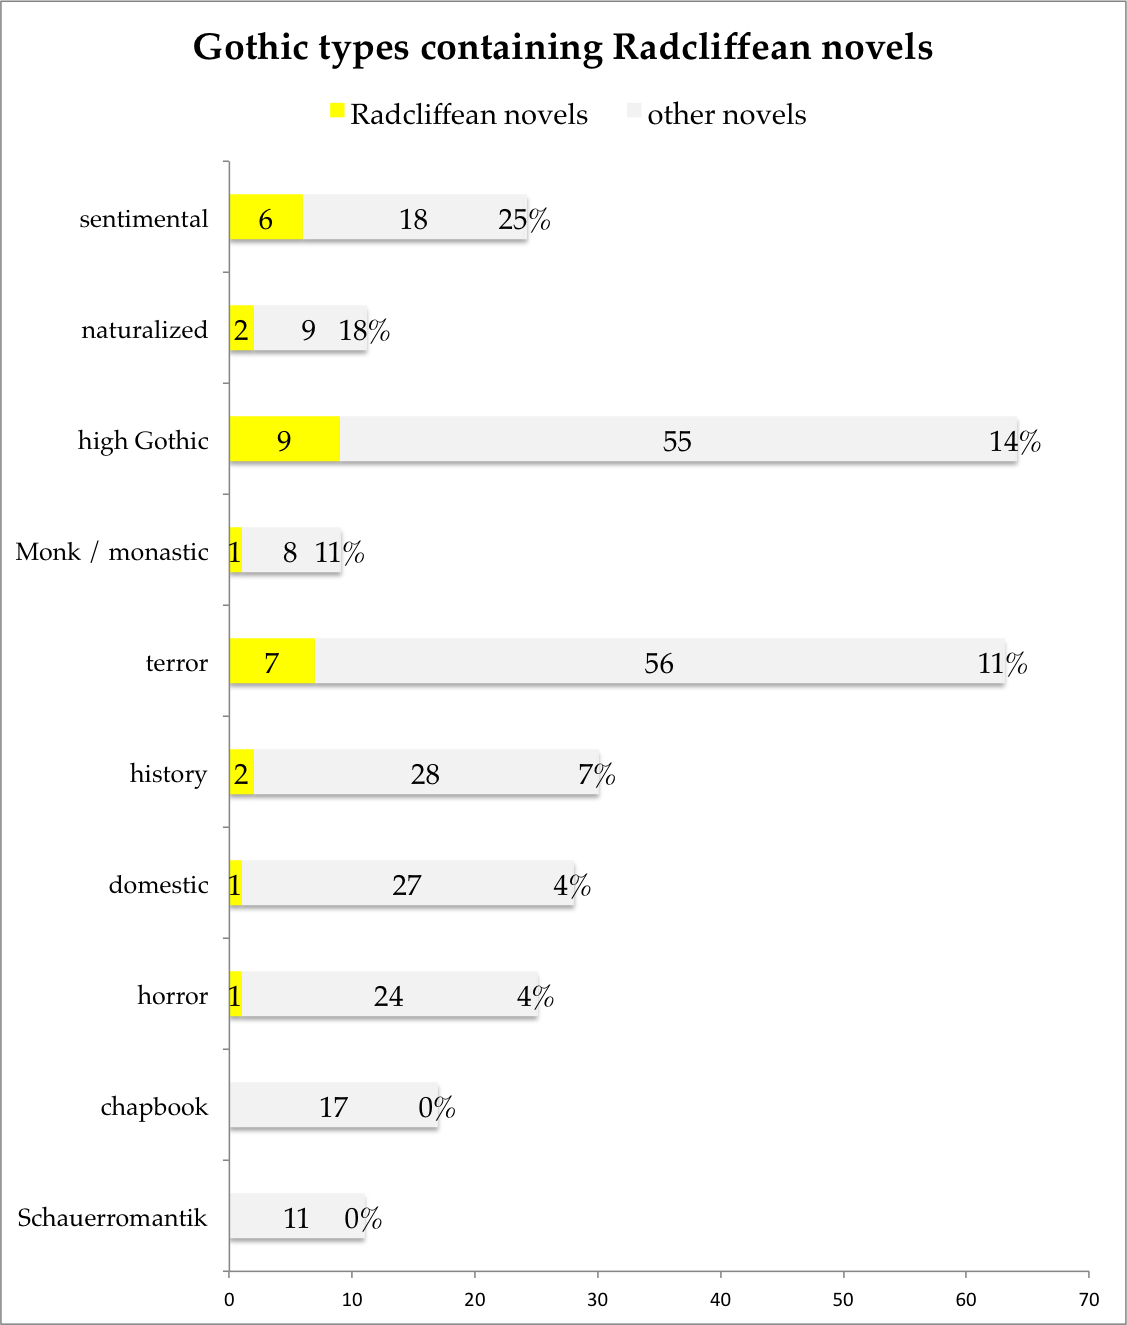 Gothic types containing Radcliffean novels
Radcliffean novels other novels
sentimental 6 18 25%
naturalized 2 9 18%
high Gothic 9 55 14%
Monk / monastic 1 8 11%
terror 7 56 11%
history 2 28 7%
domestic 1 27 4%
horror 1 24 4%
chapbook 17 0%
Schauerromantik 11 0%
0 10 20 30 40 50 60 70